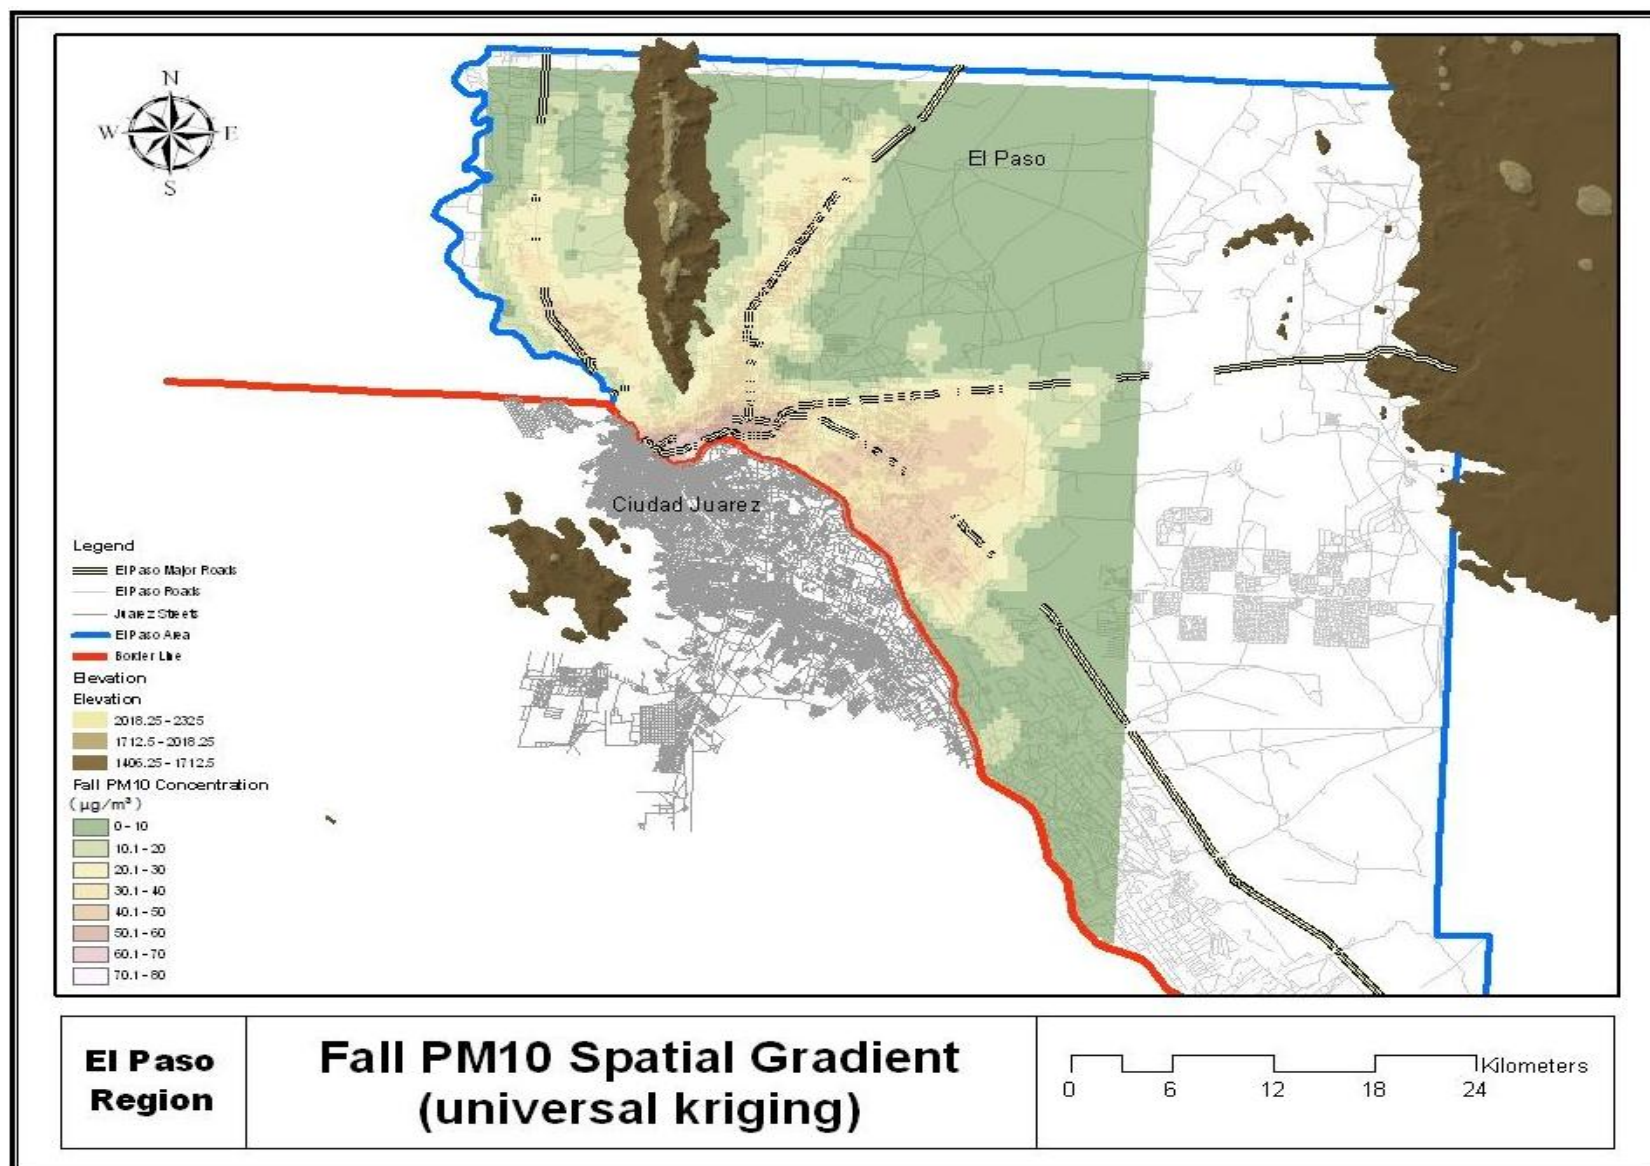 N
W E
S
El Paso
Ciudad Juarez
Legend
El Paso Major Roads
El Paso Roads
Juarez Streets
El Paso Area
Border Line
Elevation
Elevation
2018.25 - 2325
1712.5 - 2018.25
1406.25 - 1712.5
Fall PM10 Concentration
( µg/m³ )
0 - 10
10.1 - 20
20.1 - 30
30.1 - 40
40.1 - 50
50.1 - 60
60.1 - 70
70.1 - 80
El Paso
Region
Fall PM10 Spatial Gradient
(universal kriging)
Kilometers
0 6 12 18 24